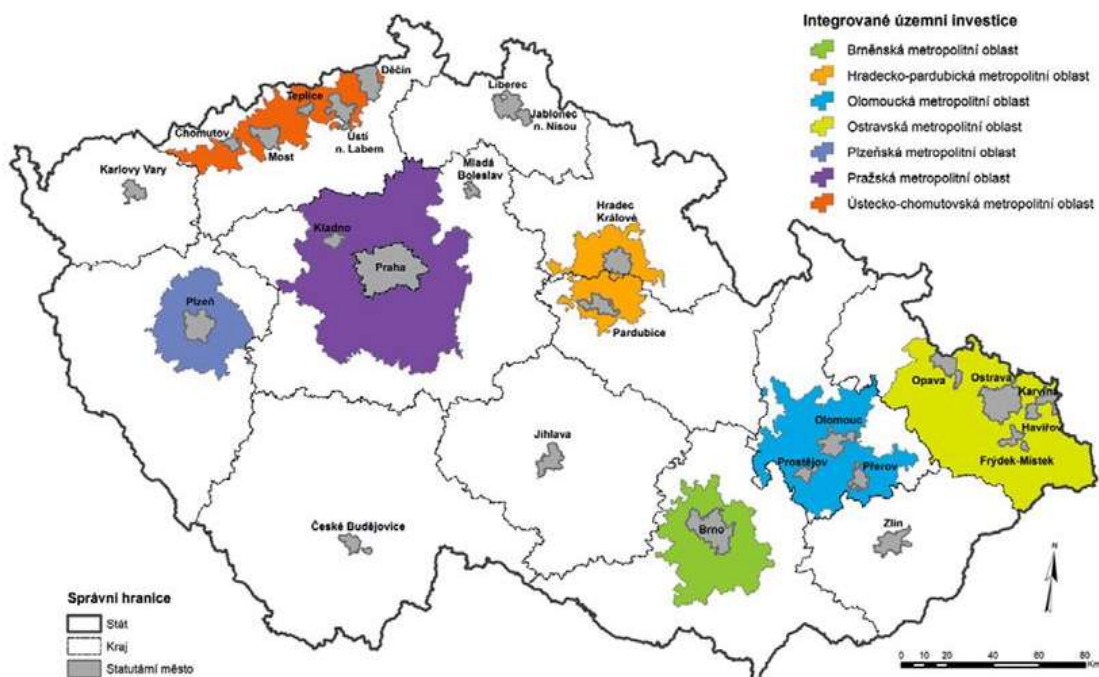 Integrované územní investice
Brněnská metropolitní oblast
Hradecko-pardubická metropolitní oblast
Olomoucká metropolitní oblast
Ostravská metropolitní oblast
Plzeňská metropolitní oblast
Pražská metropolitní oblast
Ústecko-chomutovská metropolitní oblast
Děčín
Teplice
Liberec
Jablonec
n. Nisou
Chomutov
Ústí
n. Labem
Most
Karlovy Vary
Mladá
Boleslav
Hradec
Králové
Kladno
Praha
Plzeň
Pardubice
Opava
Ostrava
Karviná
Havířov
Frýdek-Místek
Olomouc
Prostějov
Přerov
Jihlava
Brno
Zlín
České Budějovice
Správní hranice
Stát
Kraj
Statutární město
N
0 10 20 40 60 80
Km